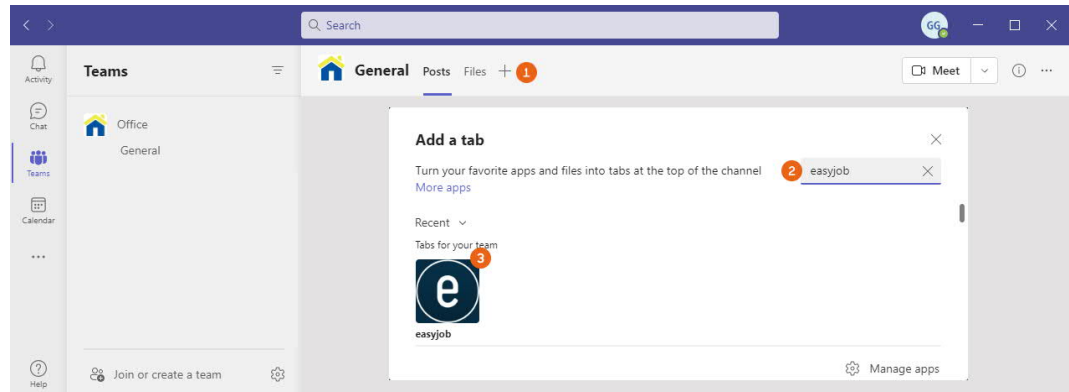 Search
GG
Activity
Chat
Teams
Calendar
Help
Teams
Office
General
Join or create a team
General Posts Files + 1
Meet
Add a tab
Turn your favorite apps and files into tabs at the top of the channel
More apps
2 easyjob
Recent
Tabs for your team
3
e
easyjob
Manage apps